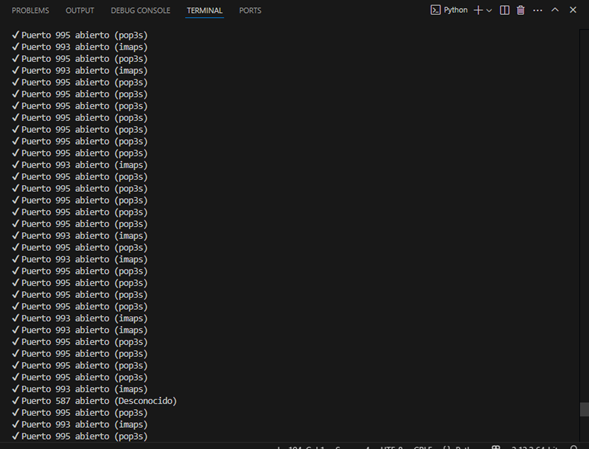 PROBLEMS OUTPUT DEBUG CONSOLE TERMINAL PORTS Python
✓ Puerto 995 abierto (pop3s)
✓ Puerto 993 abierto (imaps)
✓ Puerto 995 abierto (pop3s)
✓ Puerto 993 abierto (imaps)
✓ Puerto 995 abierto (pop3s)
✓ Puerto 995 abierto (pop3s)
✓ Puerto 995 abierto (pop3s)
✓ Puerto 995 abierto (pop3s)
✓ Puerto 995 abierto (pop3s)
✓ Puerto 995 abierto (pop3s)
✓ Puerto 995 abierto (pop3s)
✓ Puerto 993 abierto (imaps)
✓ Puerto 995 abierto (pop3s)
✓ Puerto 995 abierto (pop3s)
✓ Puerto 995 abierto (pop3s)
✓ Puerto 995 abierto (pop3s)
✓ Puerto 995 abierto (pop3s)
✓ Puerto 993 abierto (imaps)
✓ Puerto 995 abierto (pop3s)
✓ Puerto 993 abierto (imaps)
✓ Puerto 995 abierto (pop3s)
✓ Puerto 995 abierto (pop3s)
✓ Puerto 995 abierto (pop3s)
✓ Puerto 995 abierto (pop3s)
✓ Puerto 993 abierto (imaps)
✓ Puerto 993 abierto (imaps)
✓ Puerto 995 abierto (pop3s)
✓ Puerto 995 abierto (pop3s)
✓ Puerto 995 abierto (pop3s)
✓ Puerto 995 abierto (pop3s)
✓ Puerto 993 abierto (imaps)
✓ Puerto 587 abierto (Desconocido)
✓ Puerto 995 abierto (pop3s)
✓ Puerto 993 abierto (imaps)
✓ Puerto 995 abierto (pop3s)